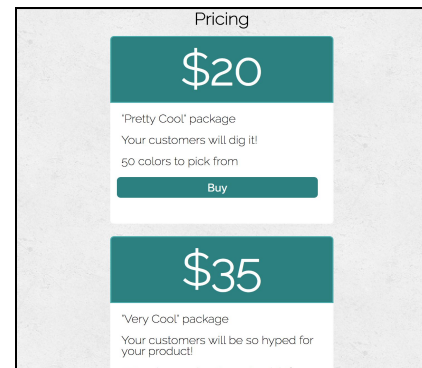 Pricing
$20
"Pretty Cool" package
Your customers will dig it!
50 colors to pick from
Buy
$35
"Very Cool" package
Your customers will be so hyped for
your product!